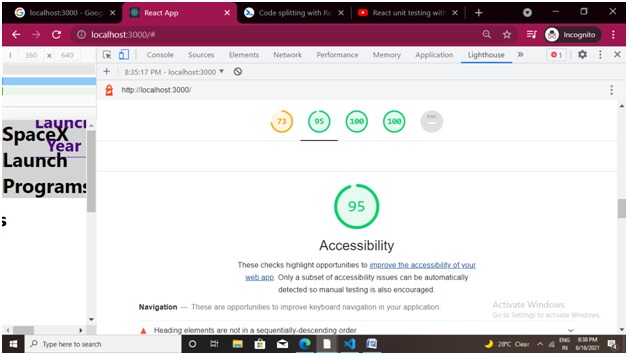 localhost:3000 - Goog
React App
Code splitting with Re
React unit testing with
localhost:3000/#
Incognito
360 × 640
Console Sources Elements Network Performance Memory Application Lighthouse
1
8:35:17 PM - localhost:3000
http://localhost:3000/
73 95 100 100
Launch
Year
SpaceX
Launch
Programs
s
95
Accessibility
These checks highlight opportunities to improve the accessibility of your
web app. Only a subset of accessibility issues can be automatically
detected so manual testing is also encouraged.
Navigation — These are opportunities to improve keyboard navigation in your application.
Heading elements are not in a sequentially-descending order
Activate Windows
Go to Settings to activate Windows.
Type here to search
28°C Clear
ENG
IN
8:38 PM
6/16/2021